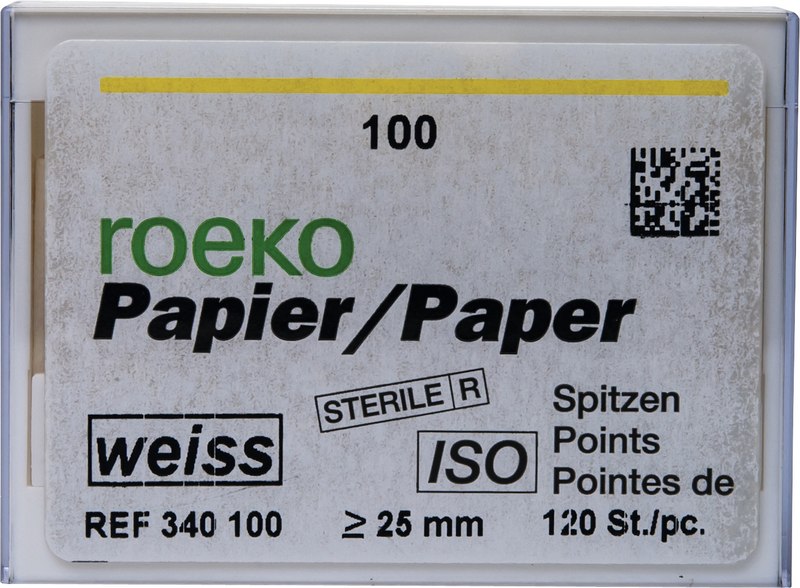 100
roeko
Papier/Paper
STERILE R
Spitzen
weiss
ISO
Points
Pointes de
REF 340 100
≥ 25 mm
120 St./pc.